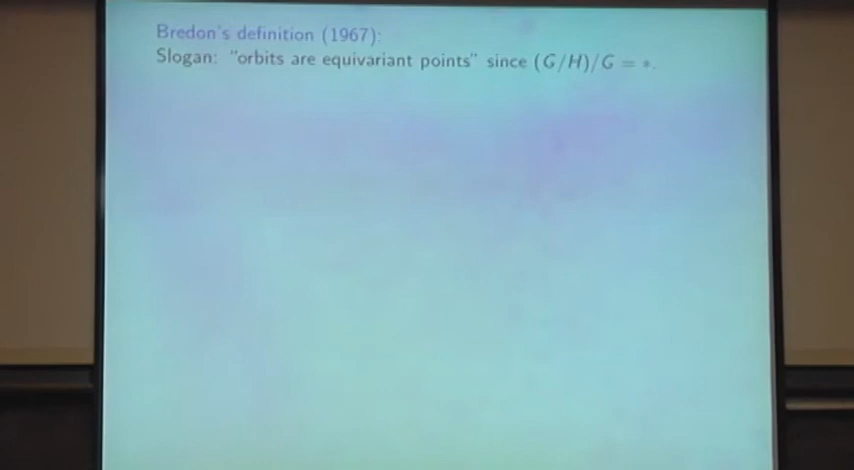 Bredon's definition (1967):
Slogan: "orbits are equivariant points" since (G/H)/G = *.